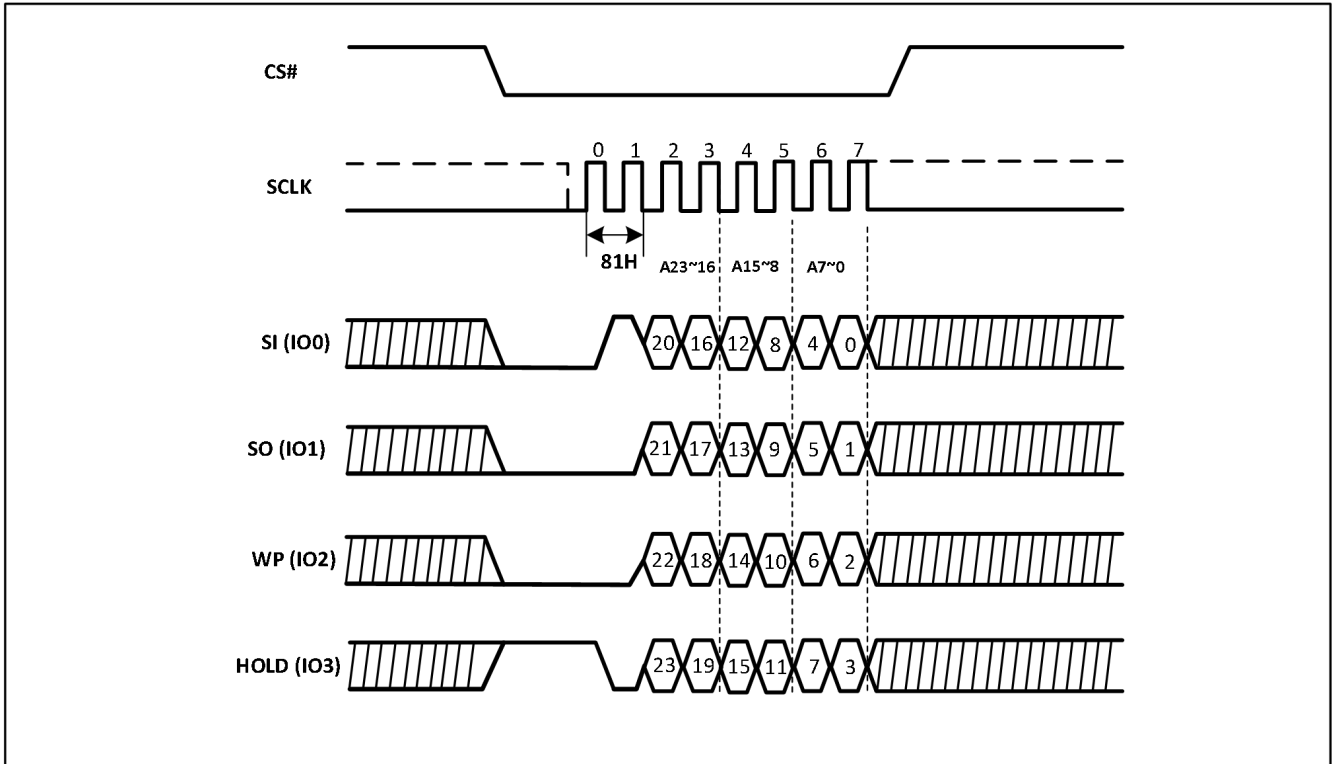 CS#
0 1 2 3 4 5 6 7
SCLK
81H A23~16 A15~8 A7~0
SI (IO0) 20 16 12 8 4 0
SO (IO1) 21 17 13 9 5 1
WP (IO2) 22 18 14 10 6 2
HOLD (IO3) 23 19 15 11 7 3